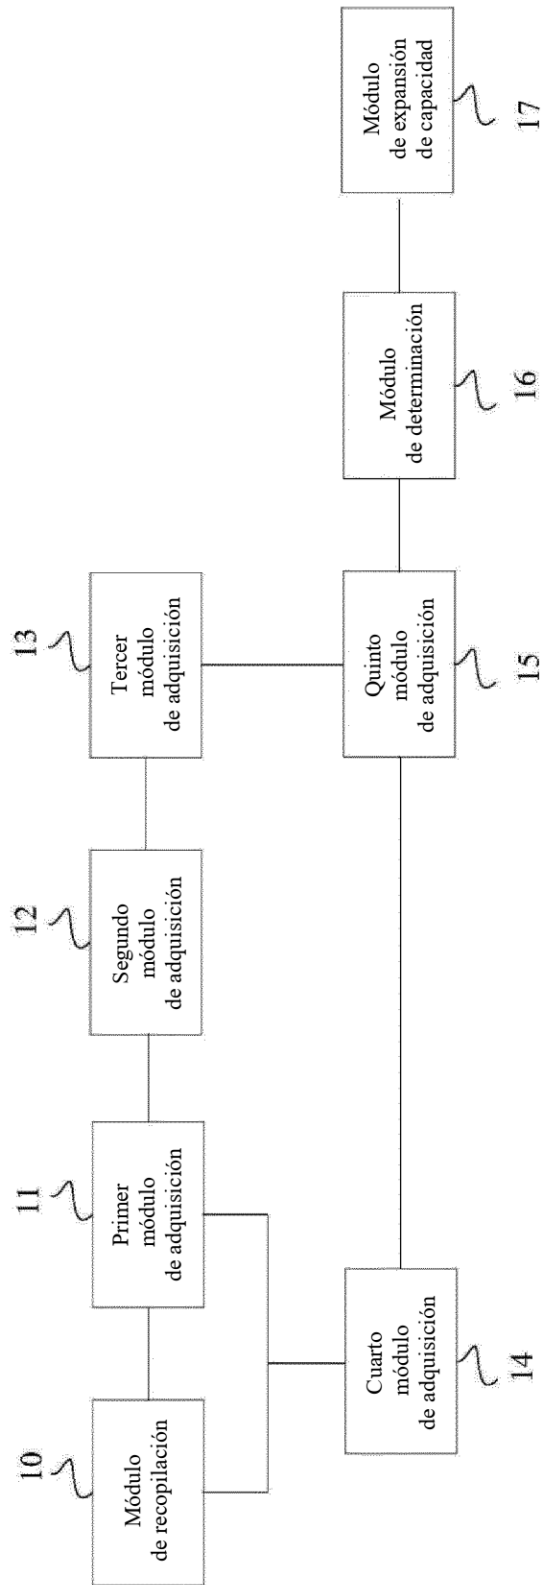 10
Módulo
de recopilación
11
Primer
módulo
de adquisición
12
Segundo
módulo
de adquisición
13
Tercer
módulo
de adquisición
Cuarto
módulo
de adquisición
14
Quinto
módulo
de adquisición
15
Módulo
de determinación
16
Módulo
de expansión
de capacidad
17